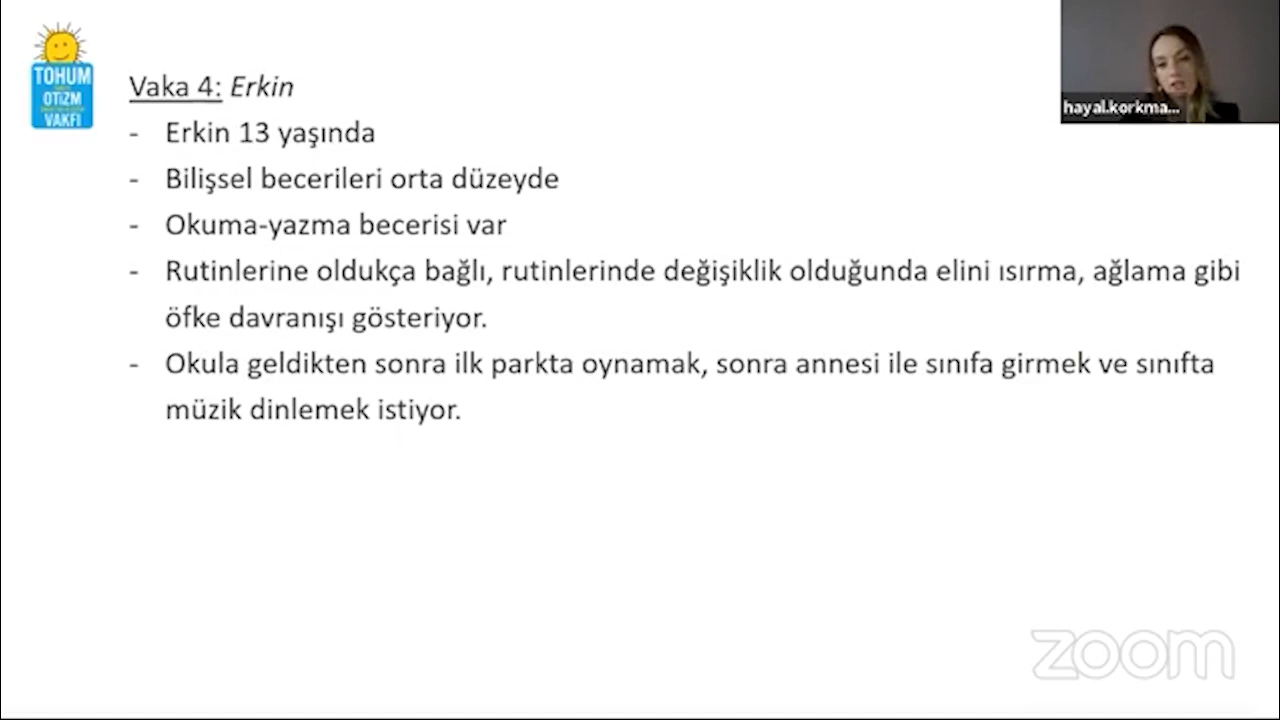 TOHUM
OTİZM
VAKFI
hayal.korkma...
Vaka 4: Erkin
- Erkin 13 yaşında
- Bilişsel becerileri orta düzeyde
- Okuma-yazma becerisi var
- Rutinlerine oldukça bağlı, rutinlerinde değişiklik olduğunda elini ısırma, ağlama gibi
öfke davranışı gösteriyor.
- Okula geldikten sonra ilk parkta oynamak, sonra annesi ile sınıfa girmek ve sınıfta
müzik dinlemek istiyor.
zoom